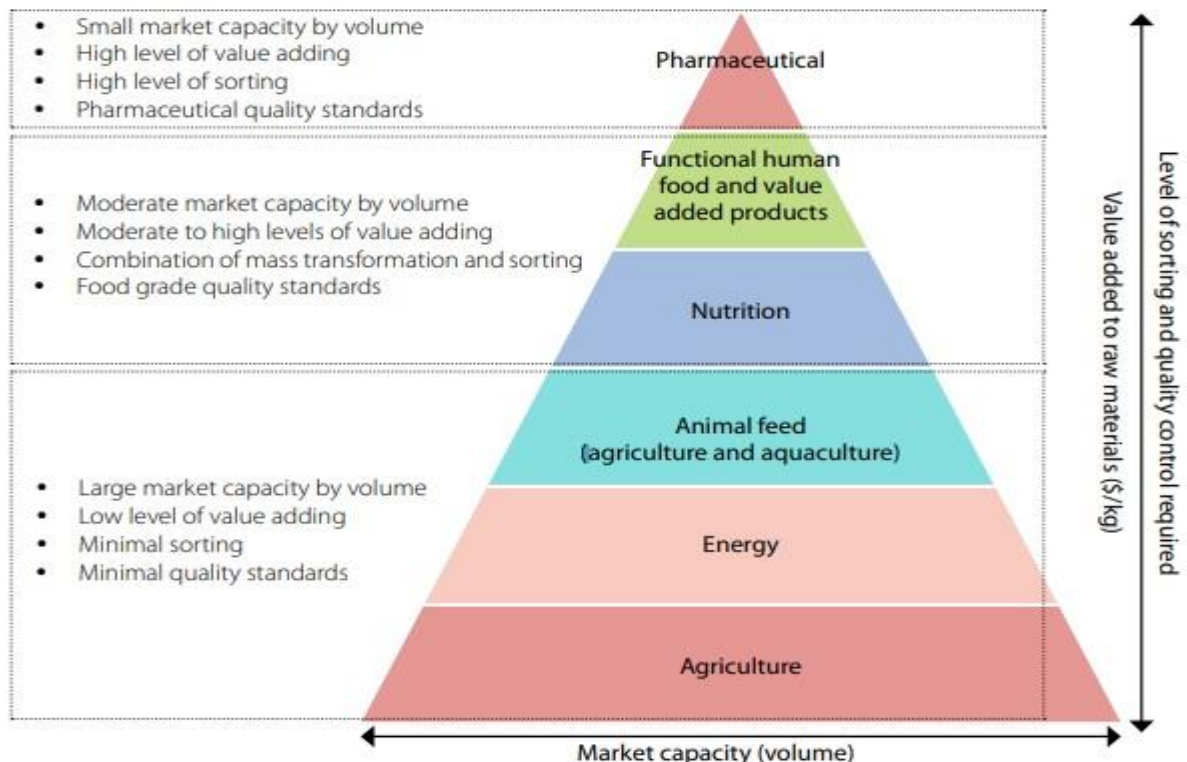 • Small market capacity by volume
• High level of value adding
• High level of sorting
• Pharmaceutical quality standards
Pharmaceutical
• Moderate market capacity by volume
• Moderate to high levels of value adding
• Combination of mass transformation and sorting
• Food grade quality standards
Functional human
food and value
added products
Nutrition
• Large market capacity by volume
• Low level of value adding
• Minimal sorting
• Minimal quality standards
Animal feed
(agriculture and aquaculture)
Energy
Agriculture
Value added to raw materials ($/kg)
Level of sorting and quality control required
Market capacity (volume)